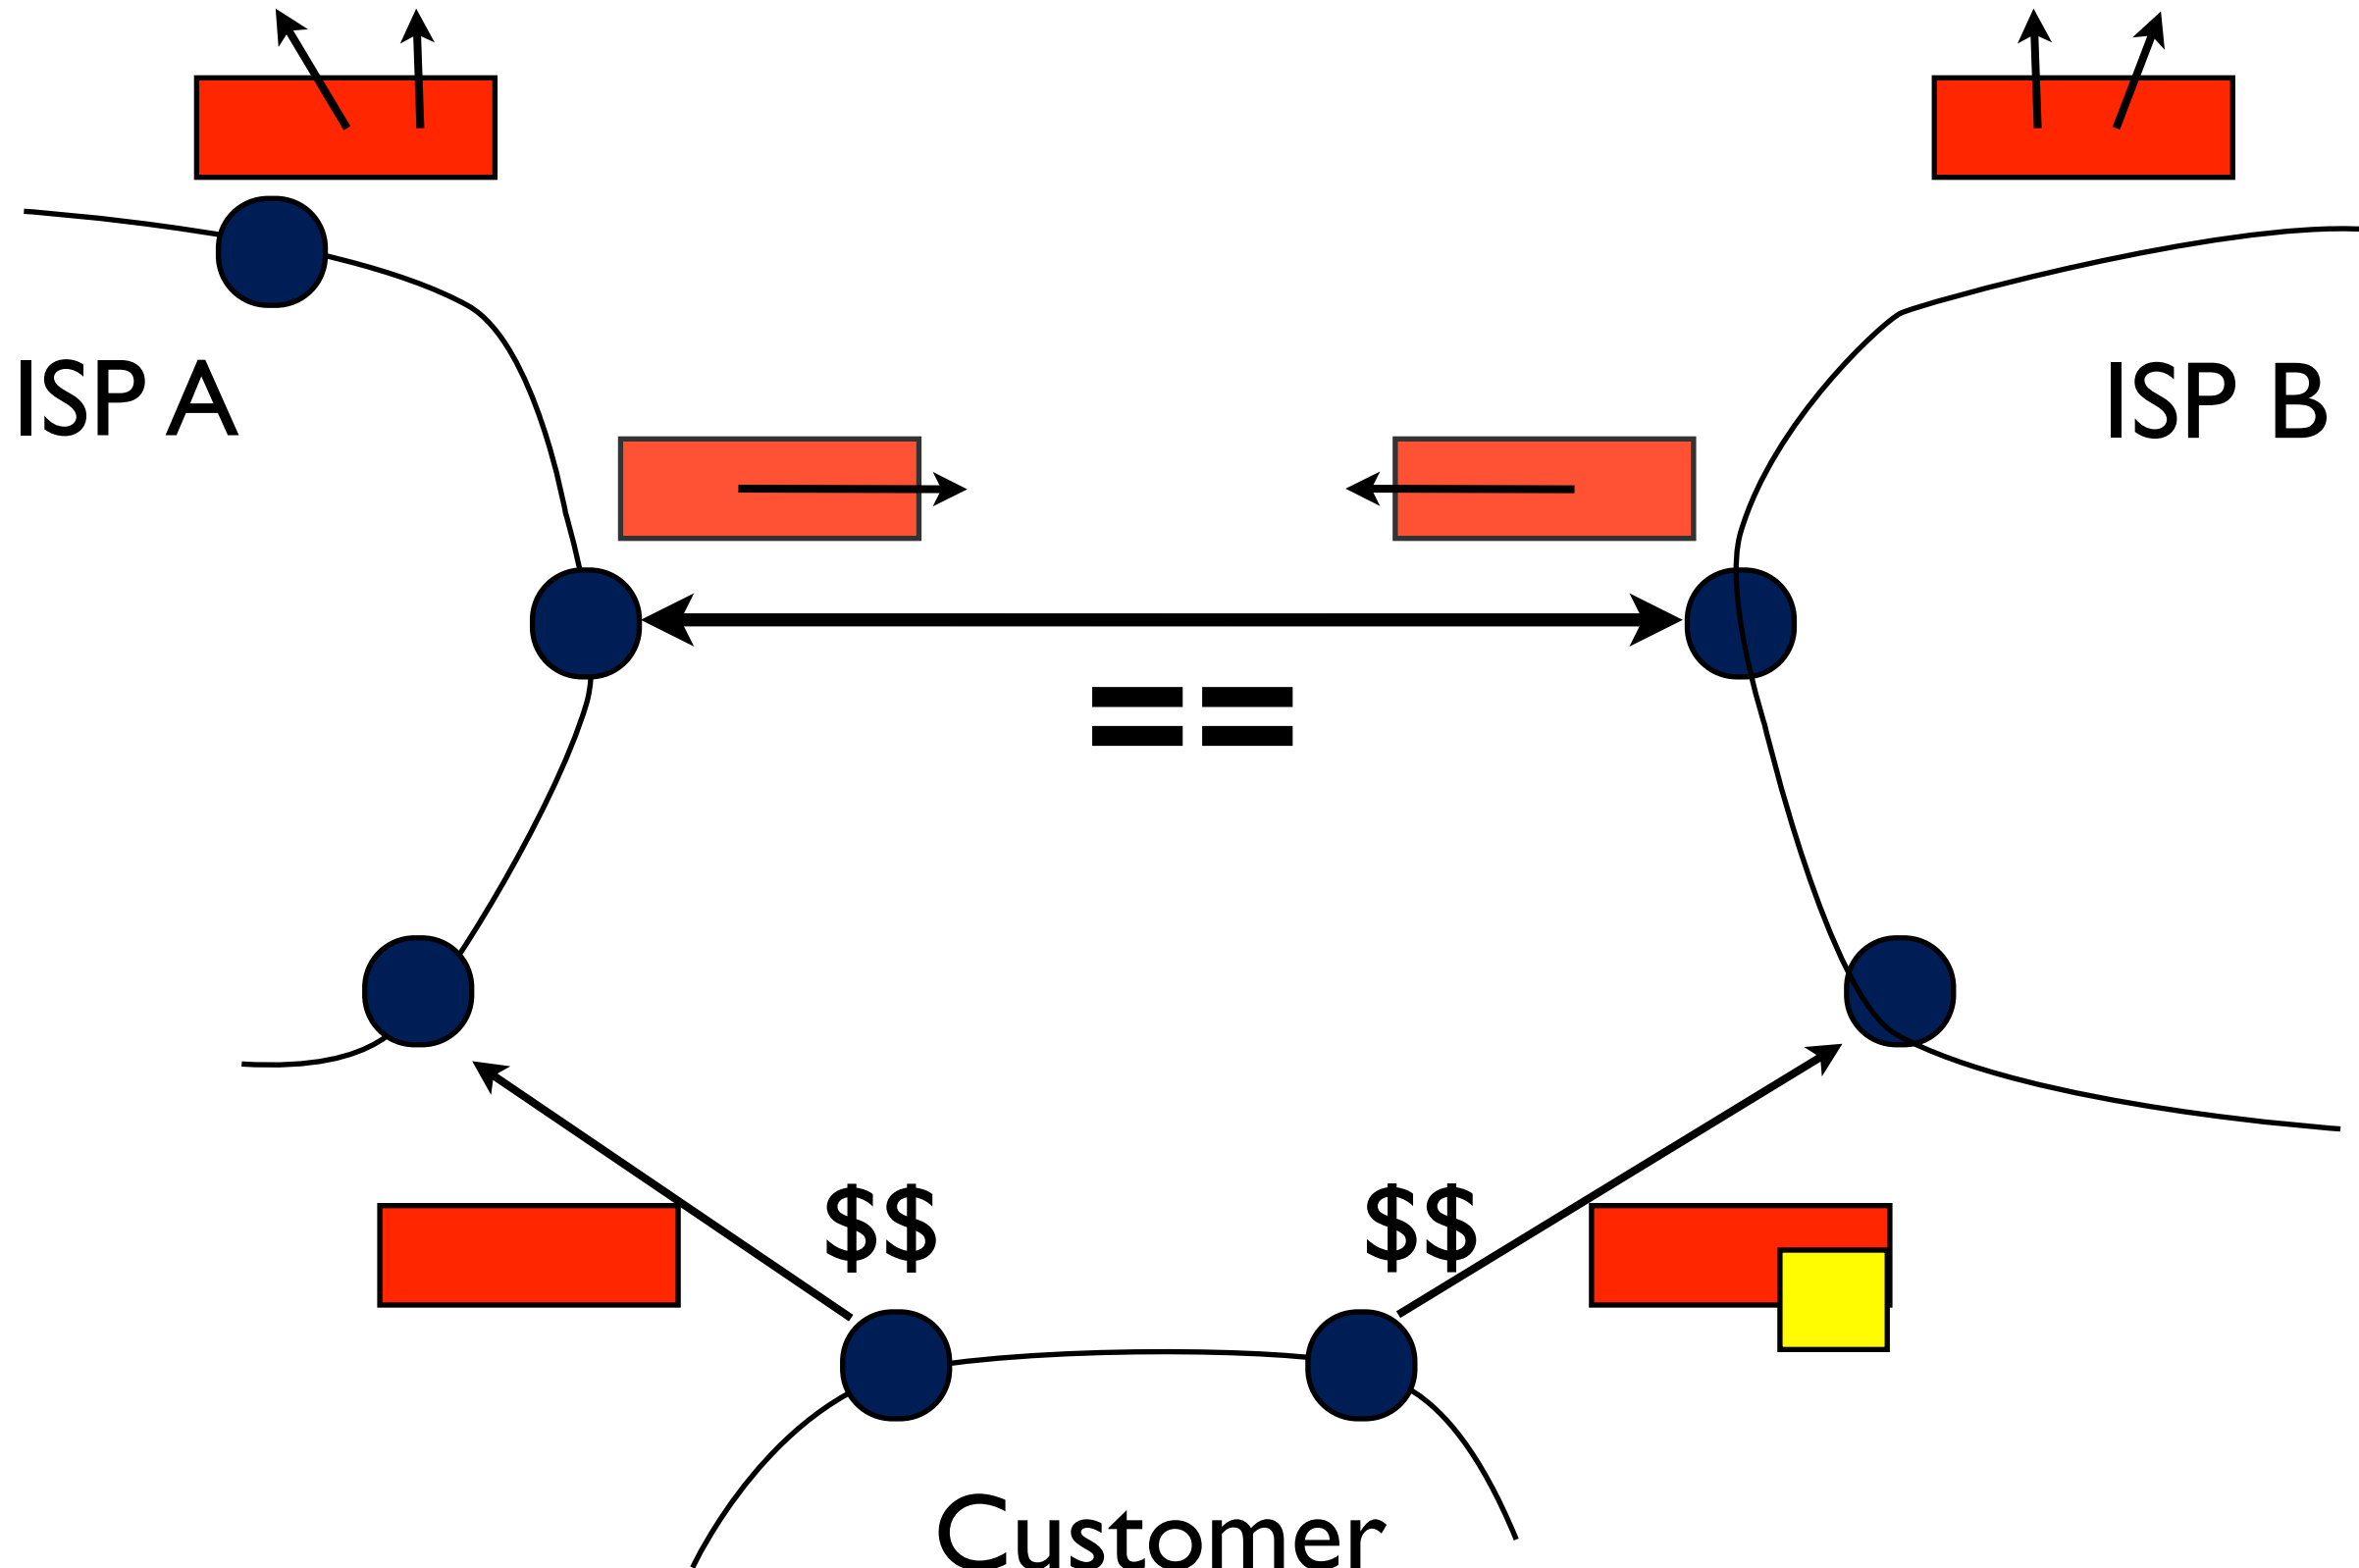 ISP A
ISP B
==
$$
$$
Customer